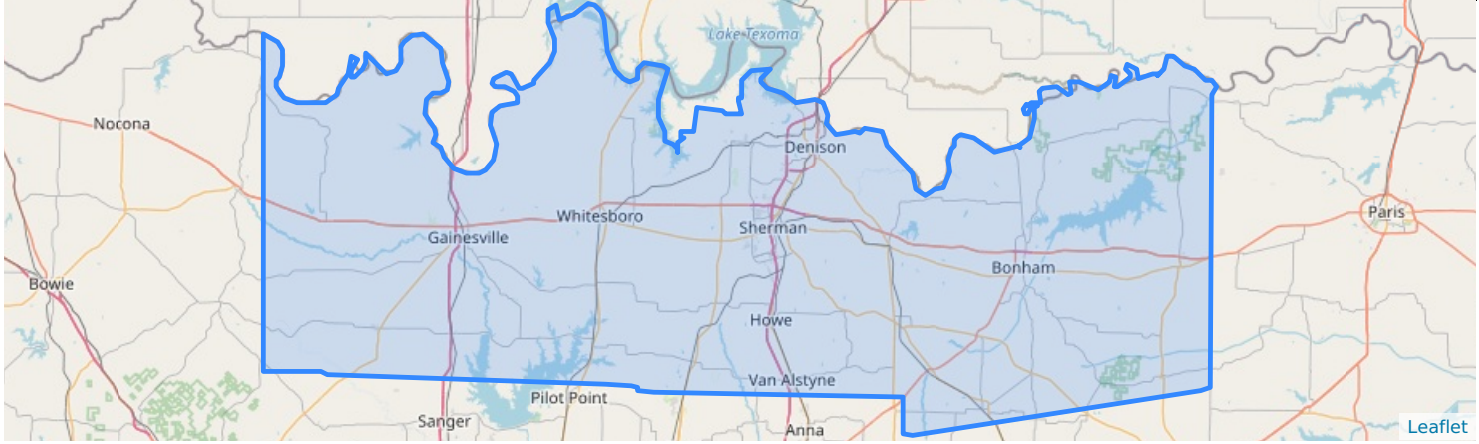 Lake Texoma
Nocona
Denison
Paris
Whitesboro
Sherman
Gainesville
Bonham
Bowie
Howe
Van Alstyne
Pilot Point
Sanger
Anna
Leaflet